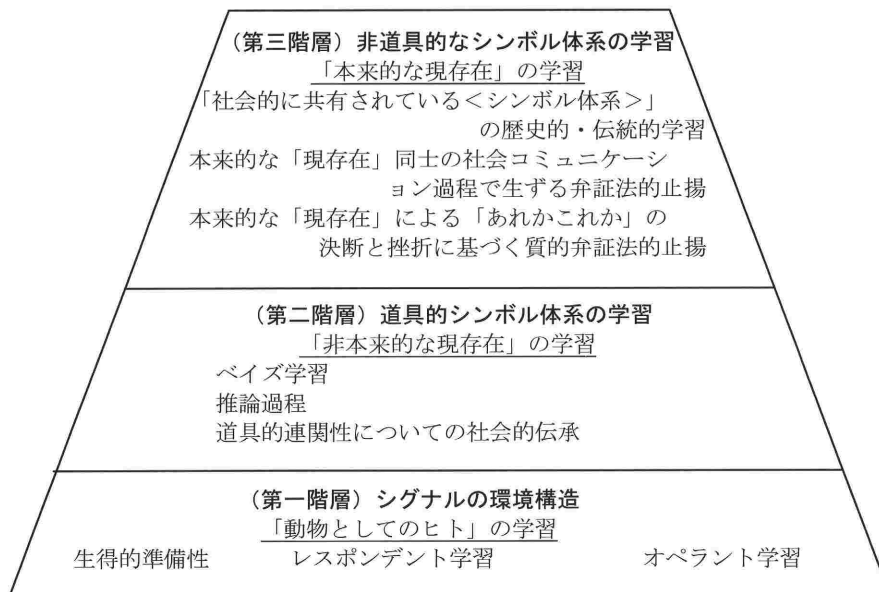 （第三階層）非道具的なシンボル体系の学習
「本来的な現存在」の学習
「社会的に共有されている＜シンボル体系＞」
の歴史的・伝統的学習
本来的な「現存在」同士の社会コミュニケーシ
ョン過程で生ずる弁証法的止揚
本来的な「現存在」による「あれかこれか」の
決断と挫折に基づく質的弁証法的止揚
（第二階層）道具的シンボル体系の学習
「非本来的な現存在」の学習
ベイズ学習
推論過程
道具的連関性についての社会的伝承
（第一階層）シグナルの環境構造
「動物としてのヒト」の学習
生得的準備性　レスポンデント学習　オペラント学習